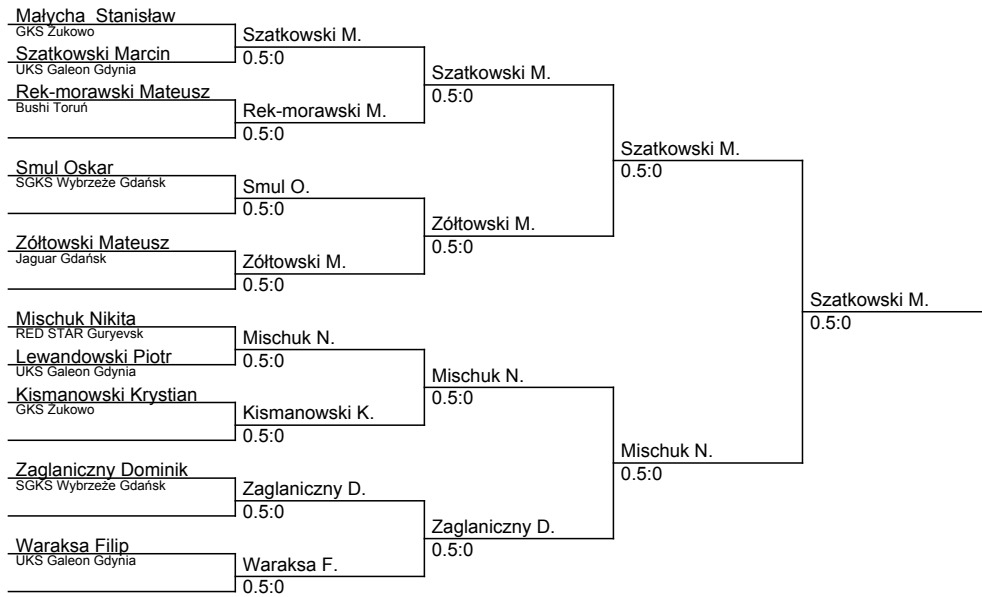 Małycha  Stanisław
GKS Żukowo
Szatkowski Marcin
UKS Galeon Gdynia
Rek-morawski Mateusz
Bushi Toruń
Smul Oskar
SGKS Wybrzeże Gdańsk
Zółtowski Mateusz
Jaguar Gdańsk
Mischuk Nikita
RED STAR Guryevsk
Lewandowski Piotr
UKS Galeon Gdynia
Kismanowski Krystian
GKS Żukowo
Zaglaniczny Dominik
SGKS Wybrzeże Gdańsk
Waraksa Filip
UKS Galeon Gdynia
Szatkowski M.
0.5:0
Rek-morawski M.
0.5:0
Smul O.
0.5:0
Zółtowski M.
0.5:0
Mischuk N.
0.5:0
Kismanowski K.
0.5:0
Zaglaniczny D.
0.5:0
Waraksa F.
0.5:0
Szatkowski M.
0.5:0
Zółtowski M.
0.5:0
Mischuk N.
0.5:0
Zaglaniczny D.
0.5:0
Szatkowski M.
0.5:0
Mischuk N.
0.5:0
Szatkowski M.
0.5:0